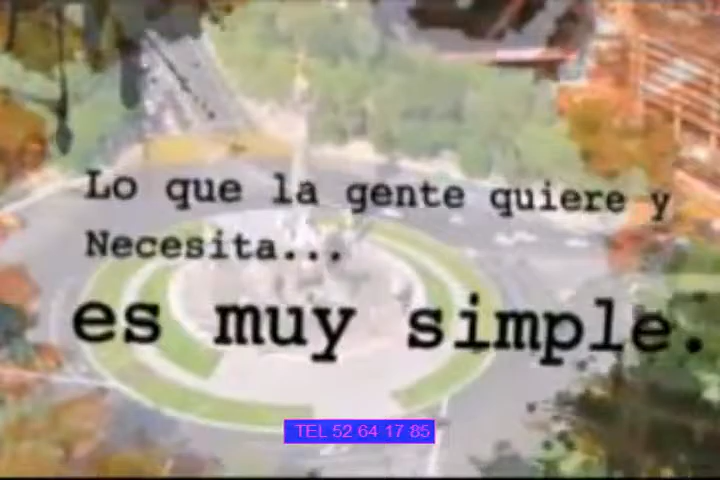 Lo que la gente quiere y
Necesita...
es muy simple.
TEL 52 64 17 85